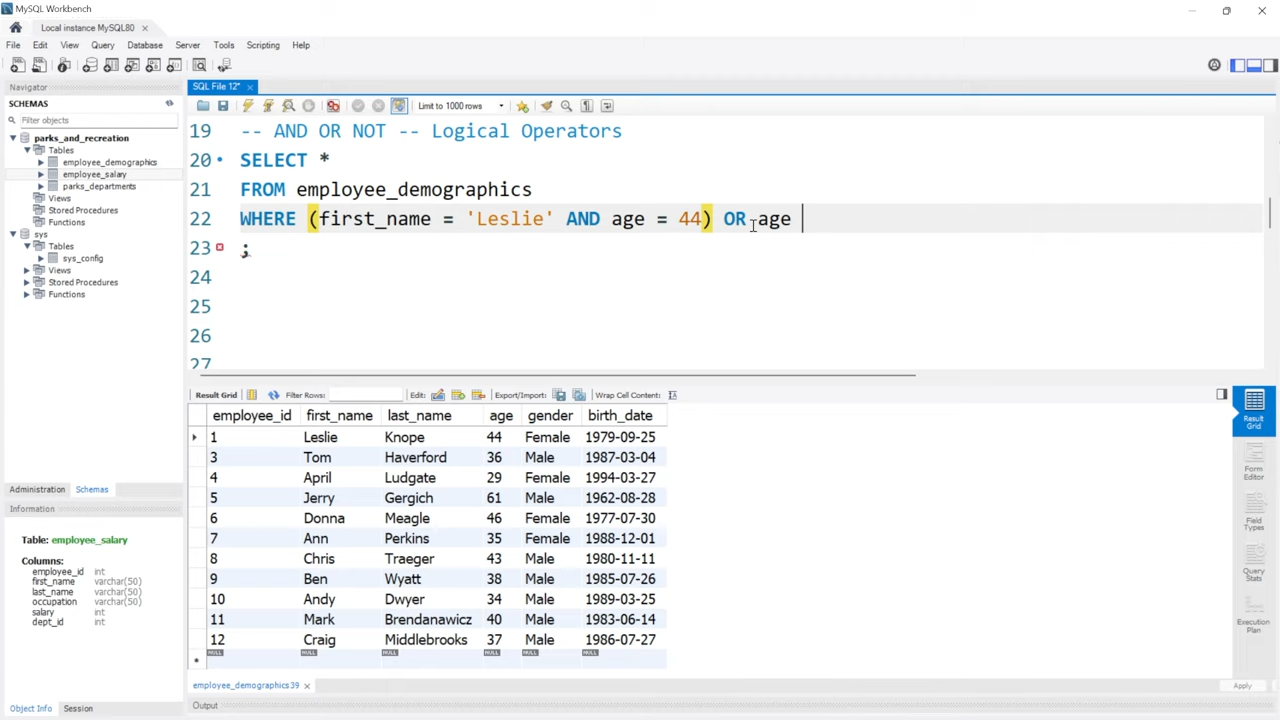 MySQL Workbench
Local instance MySQL80
File Edit View Query Database Server Tools Scripting Help
Navigator
SCHEMAS
Filter objects
parks_and_recreation
Tables
employee_demographics
employee_salary
parks_departments
Views
Stored Procedures
Functions
sys
Tables
sys_config
Views
Stored Procedures
Functions
Administration Schemas
Information
Table: employee_salary
Columns:
employee_id int
first_name varchar(50)
last_name varchar(50)
occupation varchar(50)
salary int
dept_id int
Object Info Session
SQL File 12*
Limit to 1000 rows
19 -- AND OR NOT -- Logical Operators
20 SELECT *
21 FROM employee_demographics
22 WHERE (first_name = 'Leslie' AND age = 44) OR age
23 ;
24
25
26
27
Result Grid Filter Rows: Edit: Export/Import: Wrap Cell Content:
employee_id first_name last_name age gender birth_date
1 Leslie Knope 44 Female 1979-09-25
3 Tom Haverford 36 Male 1987-03-04
4 April Ludgate 29 Female 1994-03-27
5 Jerry Gergich 61 Male 1962-08-28
6 Donna Meagle 46 Female 1977-07-30
7 Ann Perkins 35 Female 1988-12-01
8 Chris Traeger 43 Male 1980-11-11
9 Ben Wyatt 38 Male 1985-07-26
10 Andy Dwyer 34 Male 1989-03-25
11 Mark Brendanawicz 40 Male 1983-06-14
12 Craig Middlebrooks 37 Male 1986-07-27
NULL NULL NULL NULL NULL NULL
employee_demographics 39
Output
Result
Grid
Form
Editor
Field
Types
Query
Stats
Execution
Plan
Apply